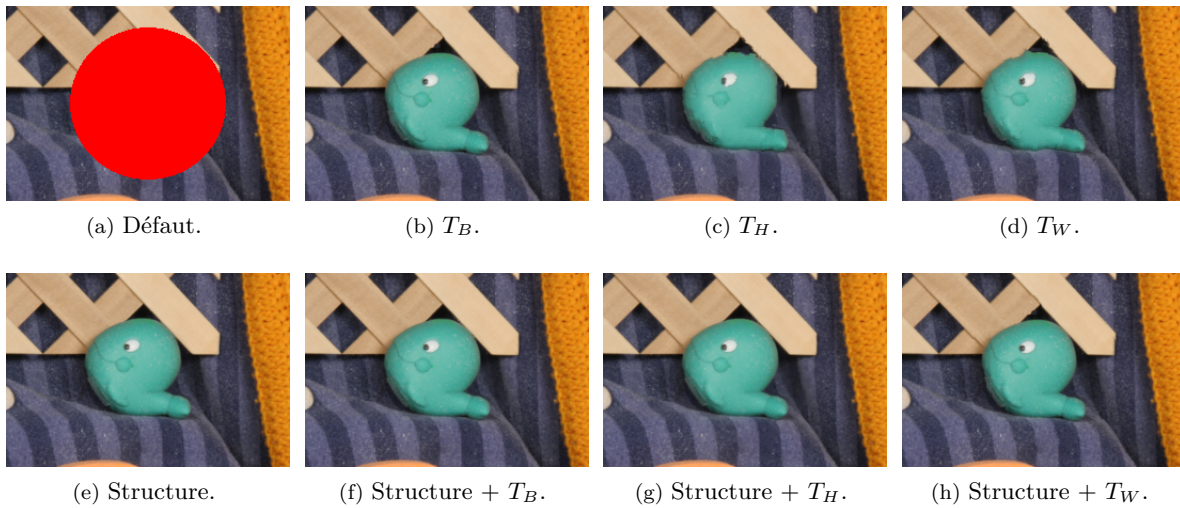 (a) Défaut.
(b) T_B.
(c) T_H.
(d) T_W.
(e) Structure.
(f) Structure + T_B.
(g) Structure + T_H.
(h) Structure + T_W.